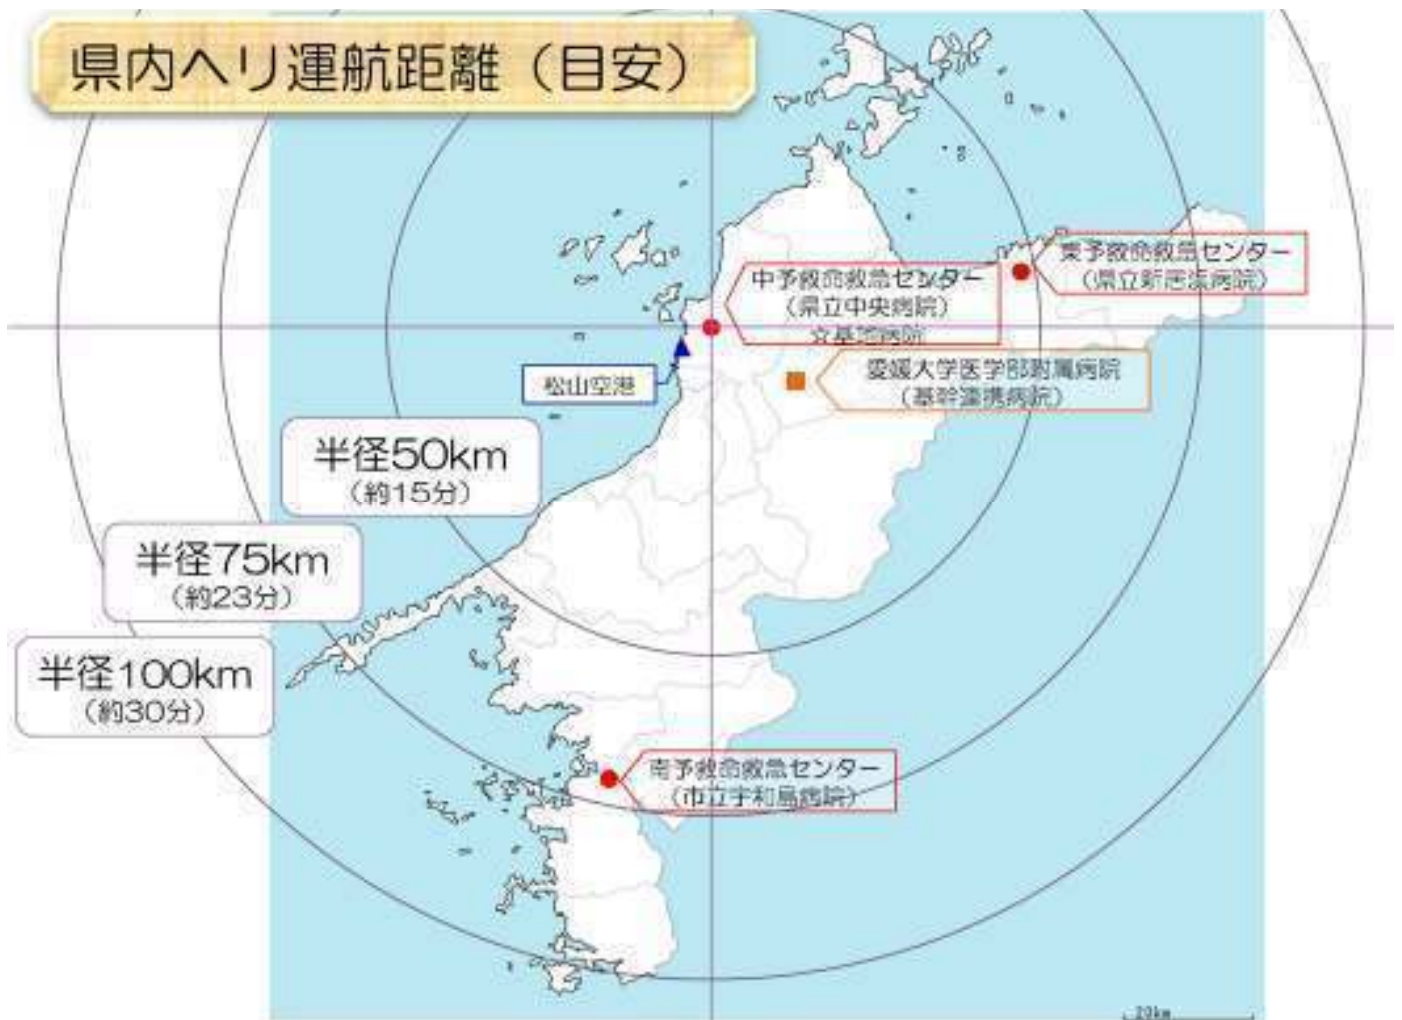 県内ヘリ運航距離（目安）
東予救命救急センター
（県立新居浜病院）
中予救命救急センター
（県立中央病院）
☆基地病院
愛媛大学医学部附属病院
（基幹連携病院）
松山空港
半径50km
（約15分）
半径75km
（約23分）
半径100km
（約30分）
南予救命救急センター
（市立宇和島病院）
20km